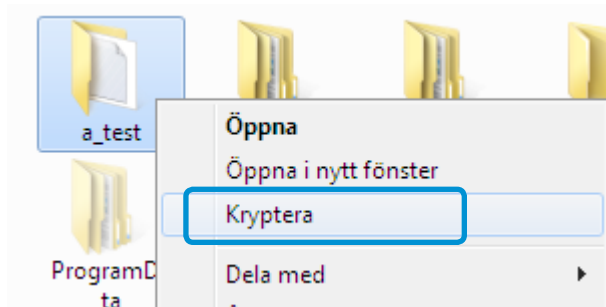 a_test
Öppna
Öppna i nytt fönster
Kryptera
ProgramD
ta
Dela med